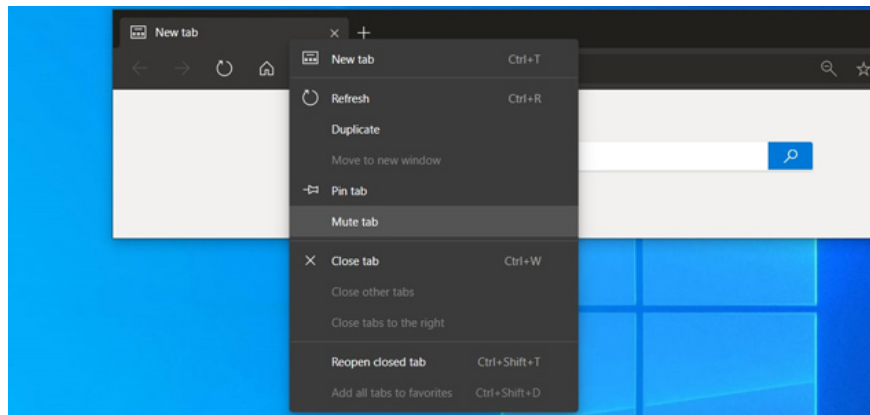 New tab
New tab Ctrl+T
Refresh Ctrl+R
Duplicate
Move to new window
Pin tab
Mute tab
Close tab Ctrl+W
Close other tabs
Close tabs to the right
Reopen closed tab Ctrl+Shift+T
Add all tabs to favorites Ctrl+Shift+D